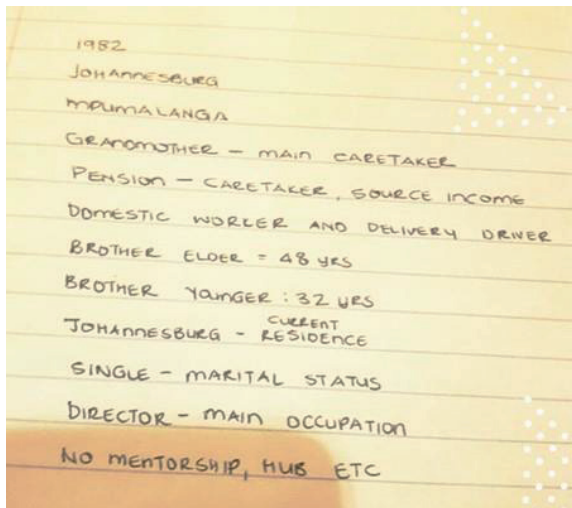 1982
JOHANNESBURG
MPUMALANGA
GRANDMOTHER – MAIN CARETAKER
PENSION – CARETAKER, SOURCE INCOME
DOMESTIC WORKER AND DELIVERY DRIVER
BROTHER ELDER = 48 YRS
BROTHER YOUNGER : 32 YRS
JOHANNESBURG – CURRENT RESIDENCE
SINGLE – MARITAL STATUS
DIRECTOR – MAIN OCCUPATION
NO MENTORSHIP, HUB ETC